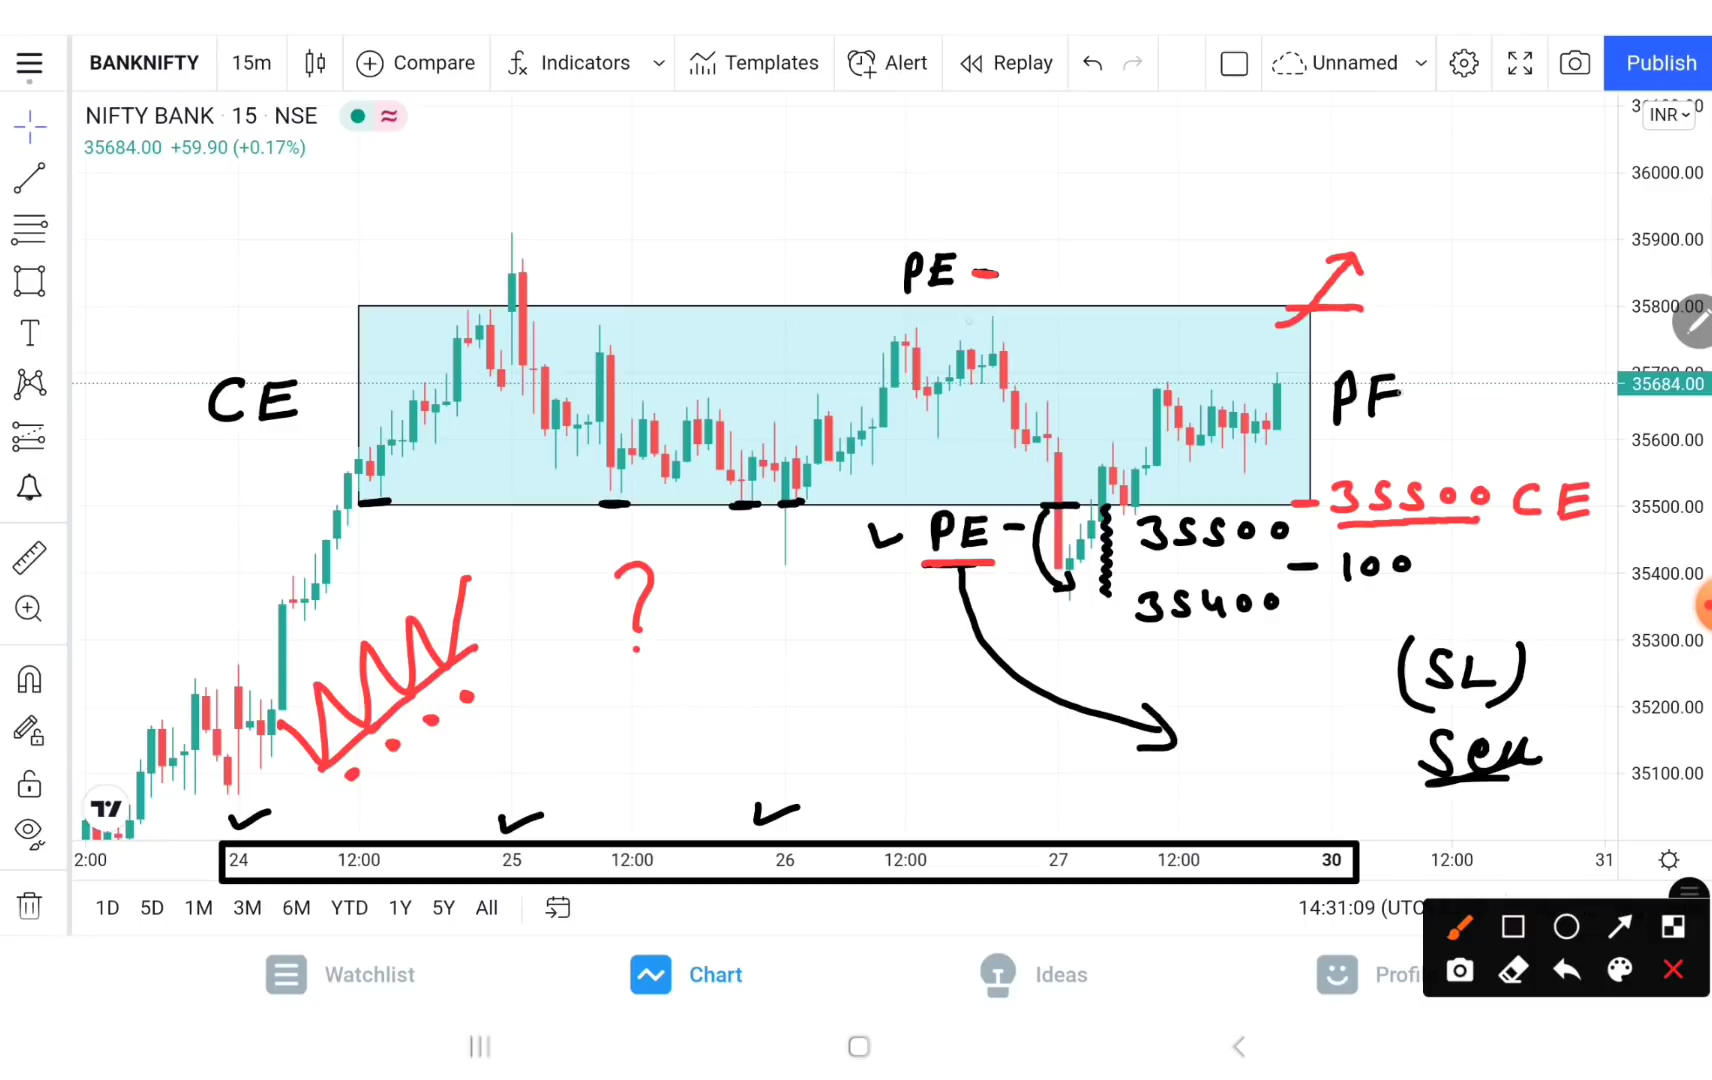 BANKNIFTY 15m Compare Indicators Templates Alert Replay Unnamed Publish
NIFTY BANK · 15 · NSE
35684.00 +59.90 (+0.17%)
INR
36000.00
35900.00
35800.00
35684.00
35600.00
35500.00
35400.00
35300.00
35200.00
35100.00
PE -
CE
PE
35500 CE
PE - 35500
- 100
35400
?
(SL)
2:00 24 12:00 25 12:00 26 12:00 27 12:00 30 12:00 31
1D 5D 1M 3M 6M YTD 1Y 5Y All
14:31:09 (UTC
Watchlist Chart Ideas Profi